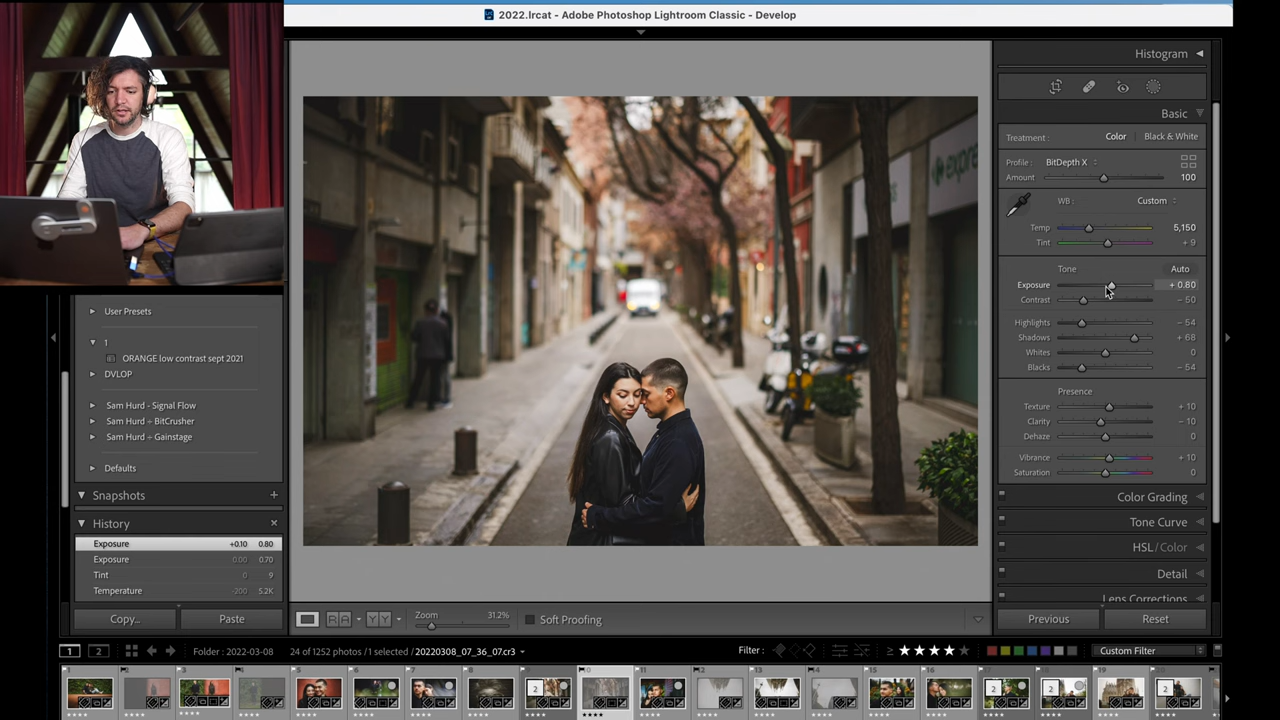 2022.lrcat - Adobe Photoshop Lightroom Classic - Develop
Histogram
Basic
Treatment :
Color
Black & White
Profile :
BitDepth X
Amount
100
WB :
Custom
Temp
5,150
Tint
+ 9
Tone
Auto
Exposure
+ 0.80
Contrast
− 50
Highlights
− 54
Shadows
+ 68
Whites
0
Blacks
− 54
Presence
Texture
+ 10
Clarity
− 10
Dehaze
0
Vibrance
+ 10
Saturation
0
Color Grading
Tone Curve
HSL / Color
Detail
Lens Corrections
Previous
Reset
expre
User Presets
1
ORANGE low contrast sept 2021
DVLOP
Sam Hurd - Signal Flow
Sam Hurd ÷ BitCrusher
Sam Hurd ÷ Gainstage
Defaults
Snapshots
History
Exposure +0.10 0.80
Exposure 0.00 0.70
Tint 0 9
Temperature -200 5.2K
Copy...
Paste
Zoom
31.2%
Soft Proofing
1
2
Folder : 2022-03-08
24 of 1252 photos / 1 selected / 20220308_07_36_07.cr3
Filter :
Custom Filter